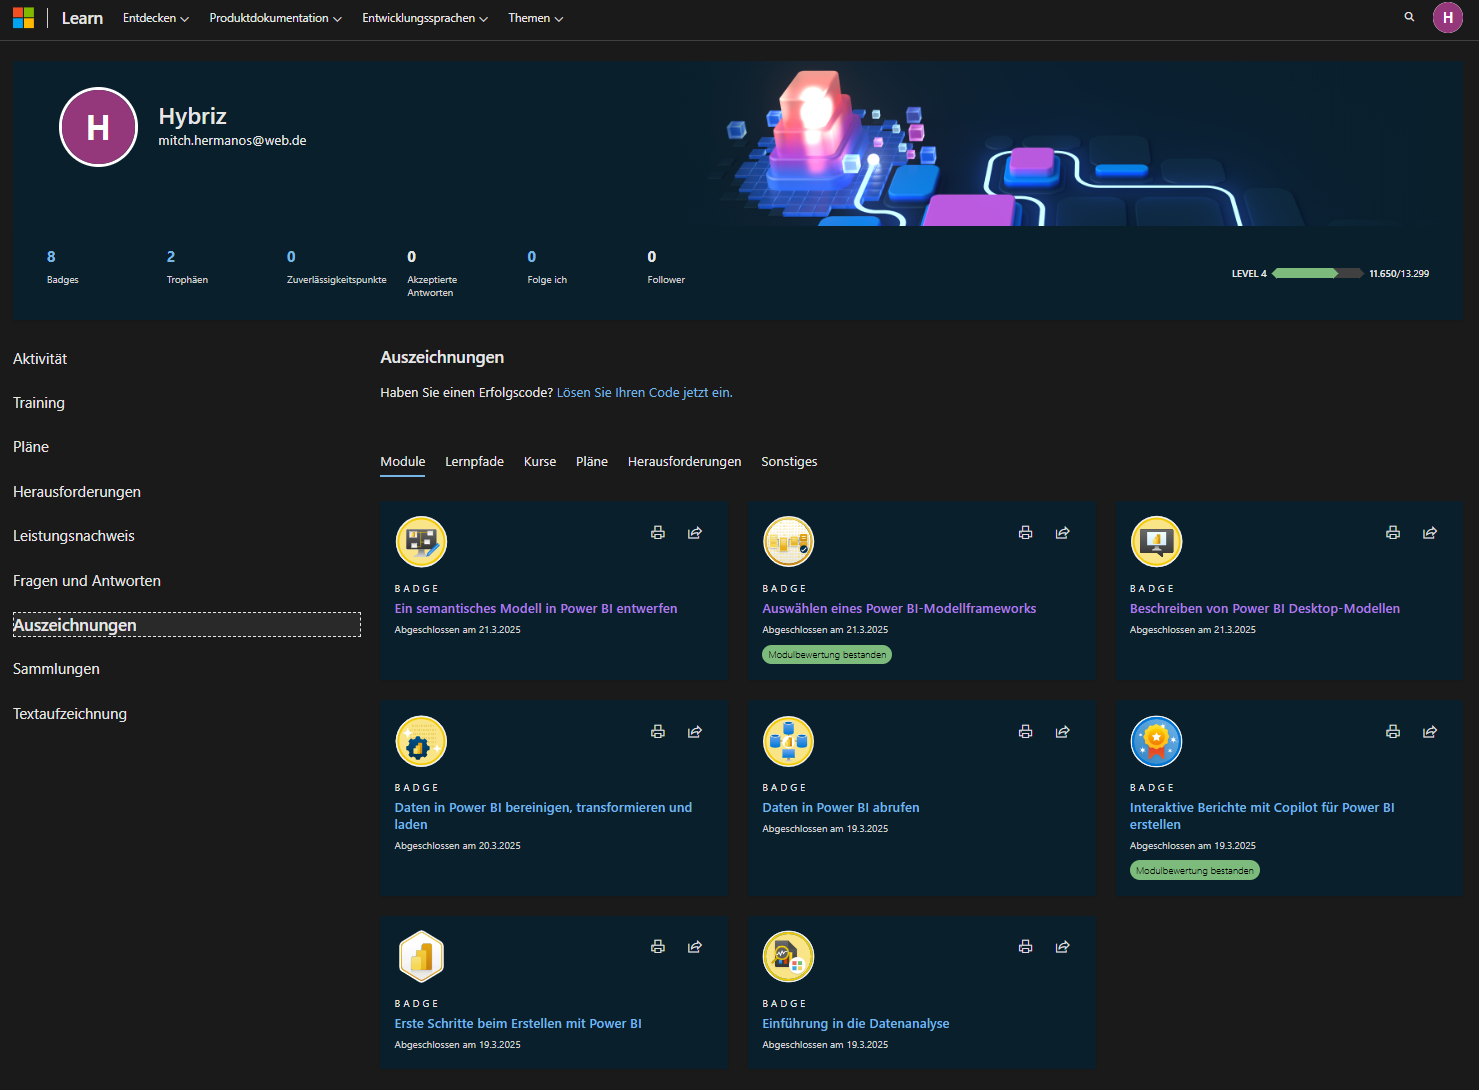 Learn Entdecken Produktdokumentation Entwicklungssprachen Themen H
H
Hybriz
mitch.hermanos@web.de
8 2 0 0 0 0
Badges Trophäen Zuverlässigkeitspunkte Akzeptierte Antworten Folge ich Follower
LEVEL 4 11.650/13.299
Aktivität
Training
Pläne
Herausforderungen
Leistungsnachweis
Fragen und Antworten
Auszeichnungen
Sammlungen
Textaufzeichnung
Auszeichnungen
Haben Sie einen Erfolgscode? Lösen Sie Ihren Code jetzt ein.
Module Lernpfade Kurse Pläne Herausforderungen Sonstiges
BADGE
Ein semantisches Modell in Power BI entwerfen
Abgeschlossen am 21.3.2025
BADGE
Auswählen eines Power BI-Modellframeworks
Abgeschlossen am 21.3.2025
Modulbewertung bestanden
BADGE
Beschreiben von Power BI Desktop-Modellen
Abgeschlossen am 21.3.2025
BADGE
Daten in Power BI bereinigen, transformieren und
laden
Abgeschlossen am 20.3.2025
BADGE
Daten in Power BI abrufen
Abgeschlossen am 19.3.2025
BADGE
Interaktive Berichte mit Copilot für Power BI
erstellen
Abgeschlossen am 19.3.2025
Modulbewertung bestanden
BADGE
Erste Schritte beim Erstellen mit Power BI
Abgeschlossen am 19.3.2025
BADGE
Einführung in die Datenanalyse
Abgeschlossen am 19.3.2025